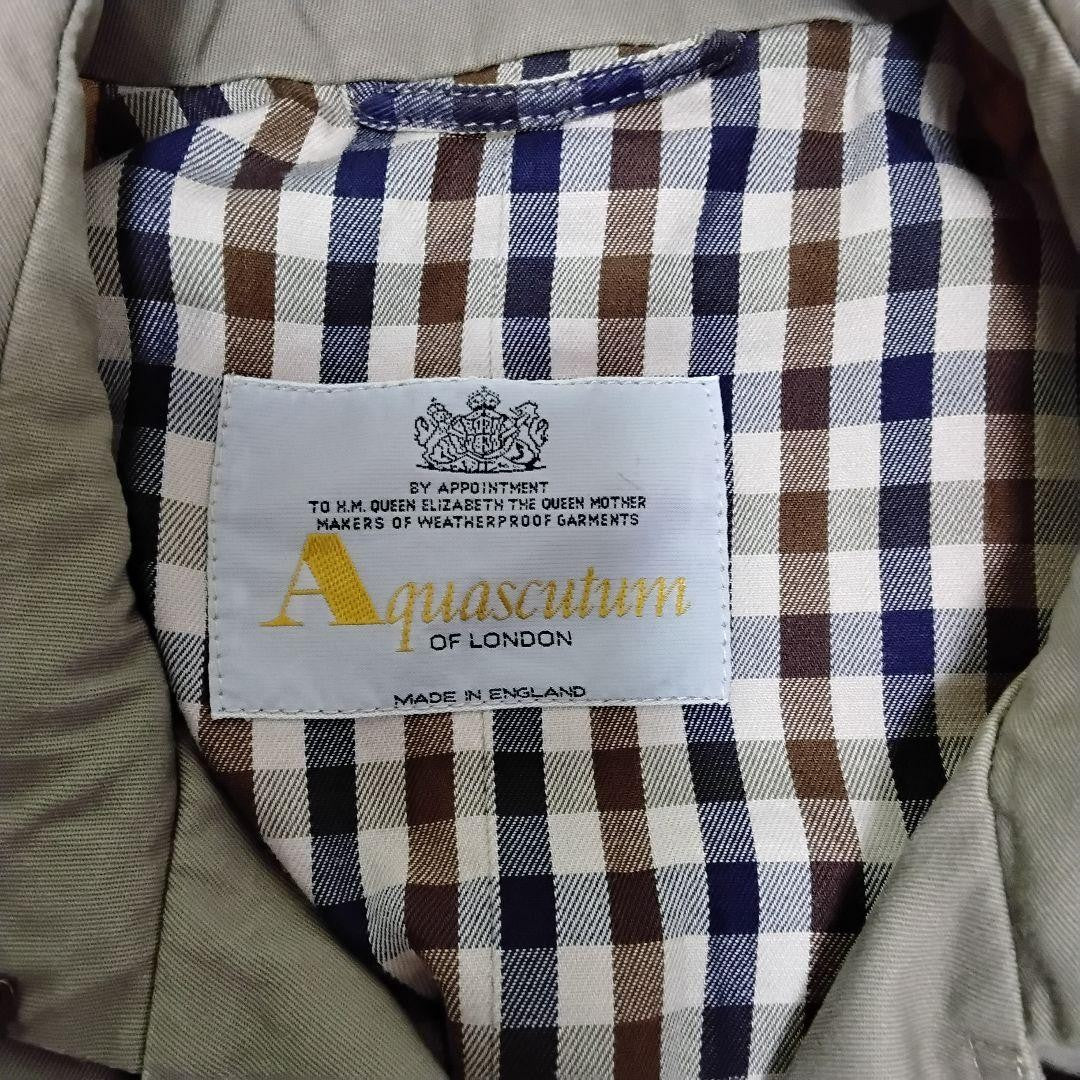 BY APPOINTMENT
TO H.M. QUEEN ELIZABETH THE QUEEN MOTHER
MAKERS OF WEATHERPROOF GARMENTS
Aquascutum
OF LONDON
MADE IN ENGLAND